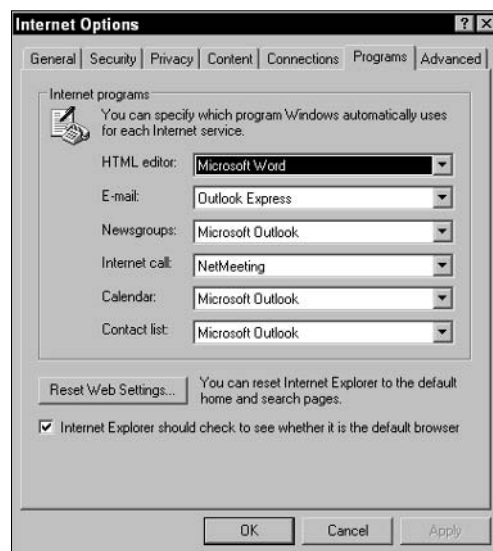 Internet Options
General Security Privacy Content Connections Programs Advanced
Internet programs
You can specify which program Windows automatically uses
for each Internet service.
HTML editor: Microsoft Word
E-mail: Outlook Express
Newsgroups: Microsoft Outlook
Internet call: NetMeeting
Calendar: Microsoft Outlook
Contact list: Microsoft Outlook
Reset Web Settings... You can reset Internet Explorer to the default
home and search pages.
Internet Explorer should check to see whether it is the default browser
OK Cancel Apply